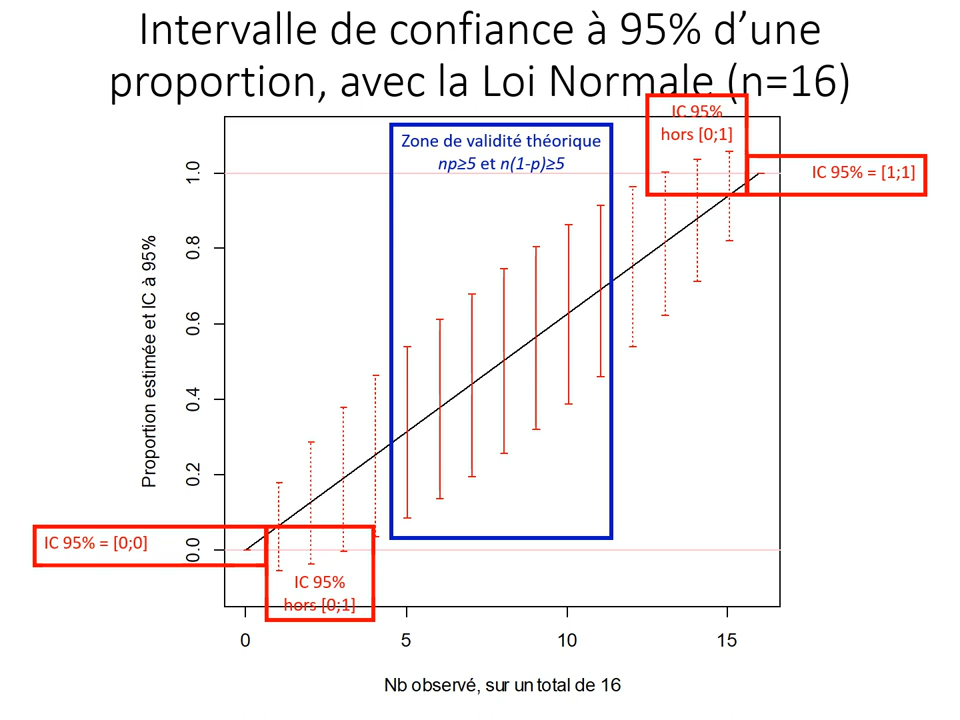 Intervalle de confiance à 95% d’une
proportion, avec la Loi Normale (n=16)
IC 95%
hors [0;1]
Zone de validité théorique
np≥5 et n(1-p)≥5
IC 95% = [1;1]
Proportion estimée et IC à 95%
1.0
0.8
0.6
0.4
0.2
0.0
IC 95% = [0;0]
IC 95%
hors [0;1]
0
5
10
15
Nb observé, sur un total de 16